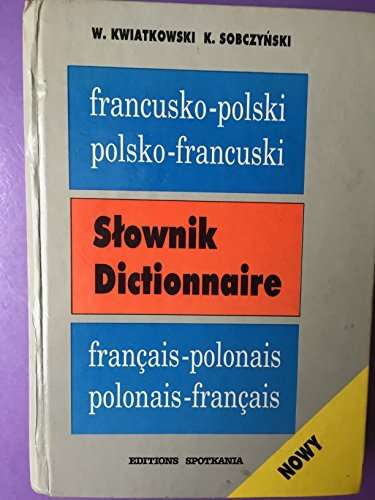 W. KWIATKOWSKI K. SOBCZYŃSKI
francusko-polski
polsko-francuski
Słownik
Dictionnaire
français-polonais
polonais-français
EDITIONS SPOTKANIA
NOWY